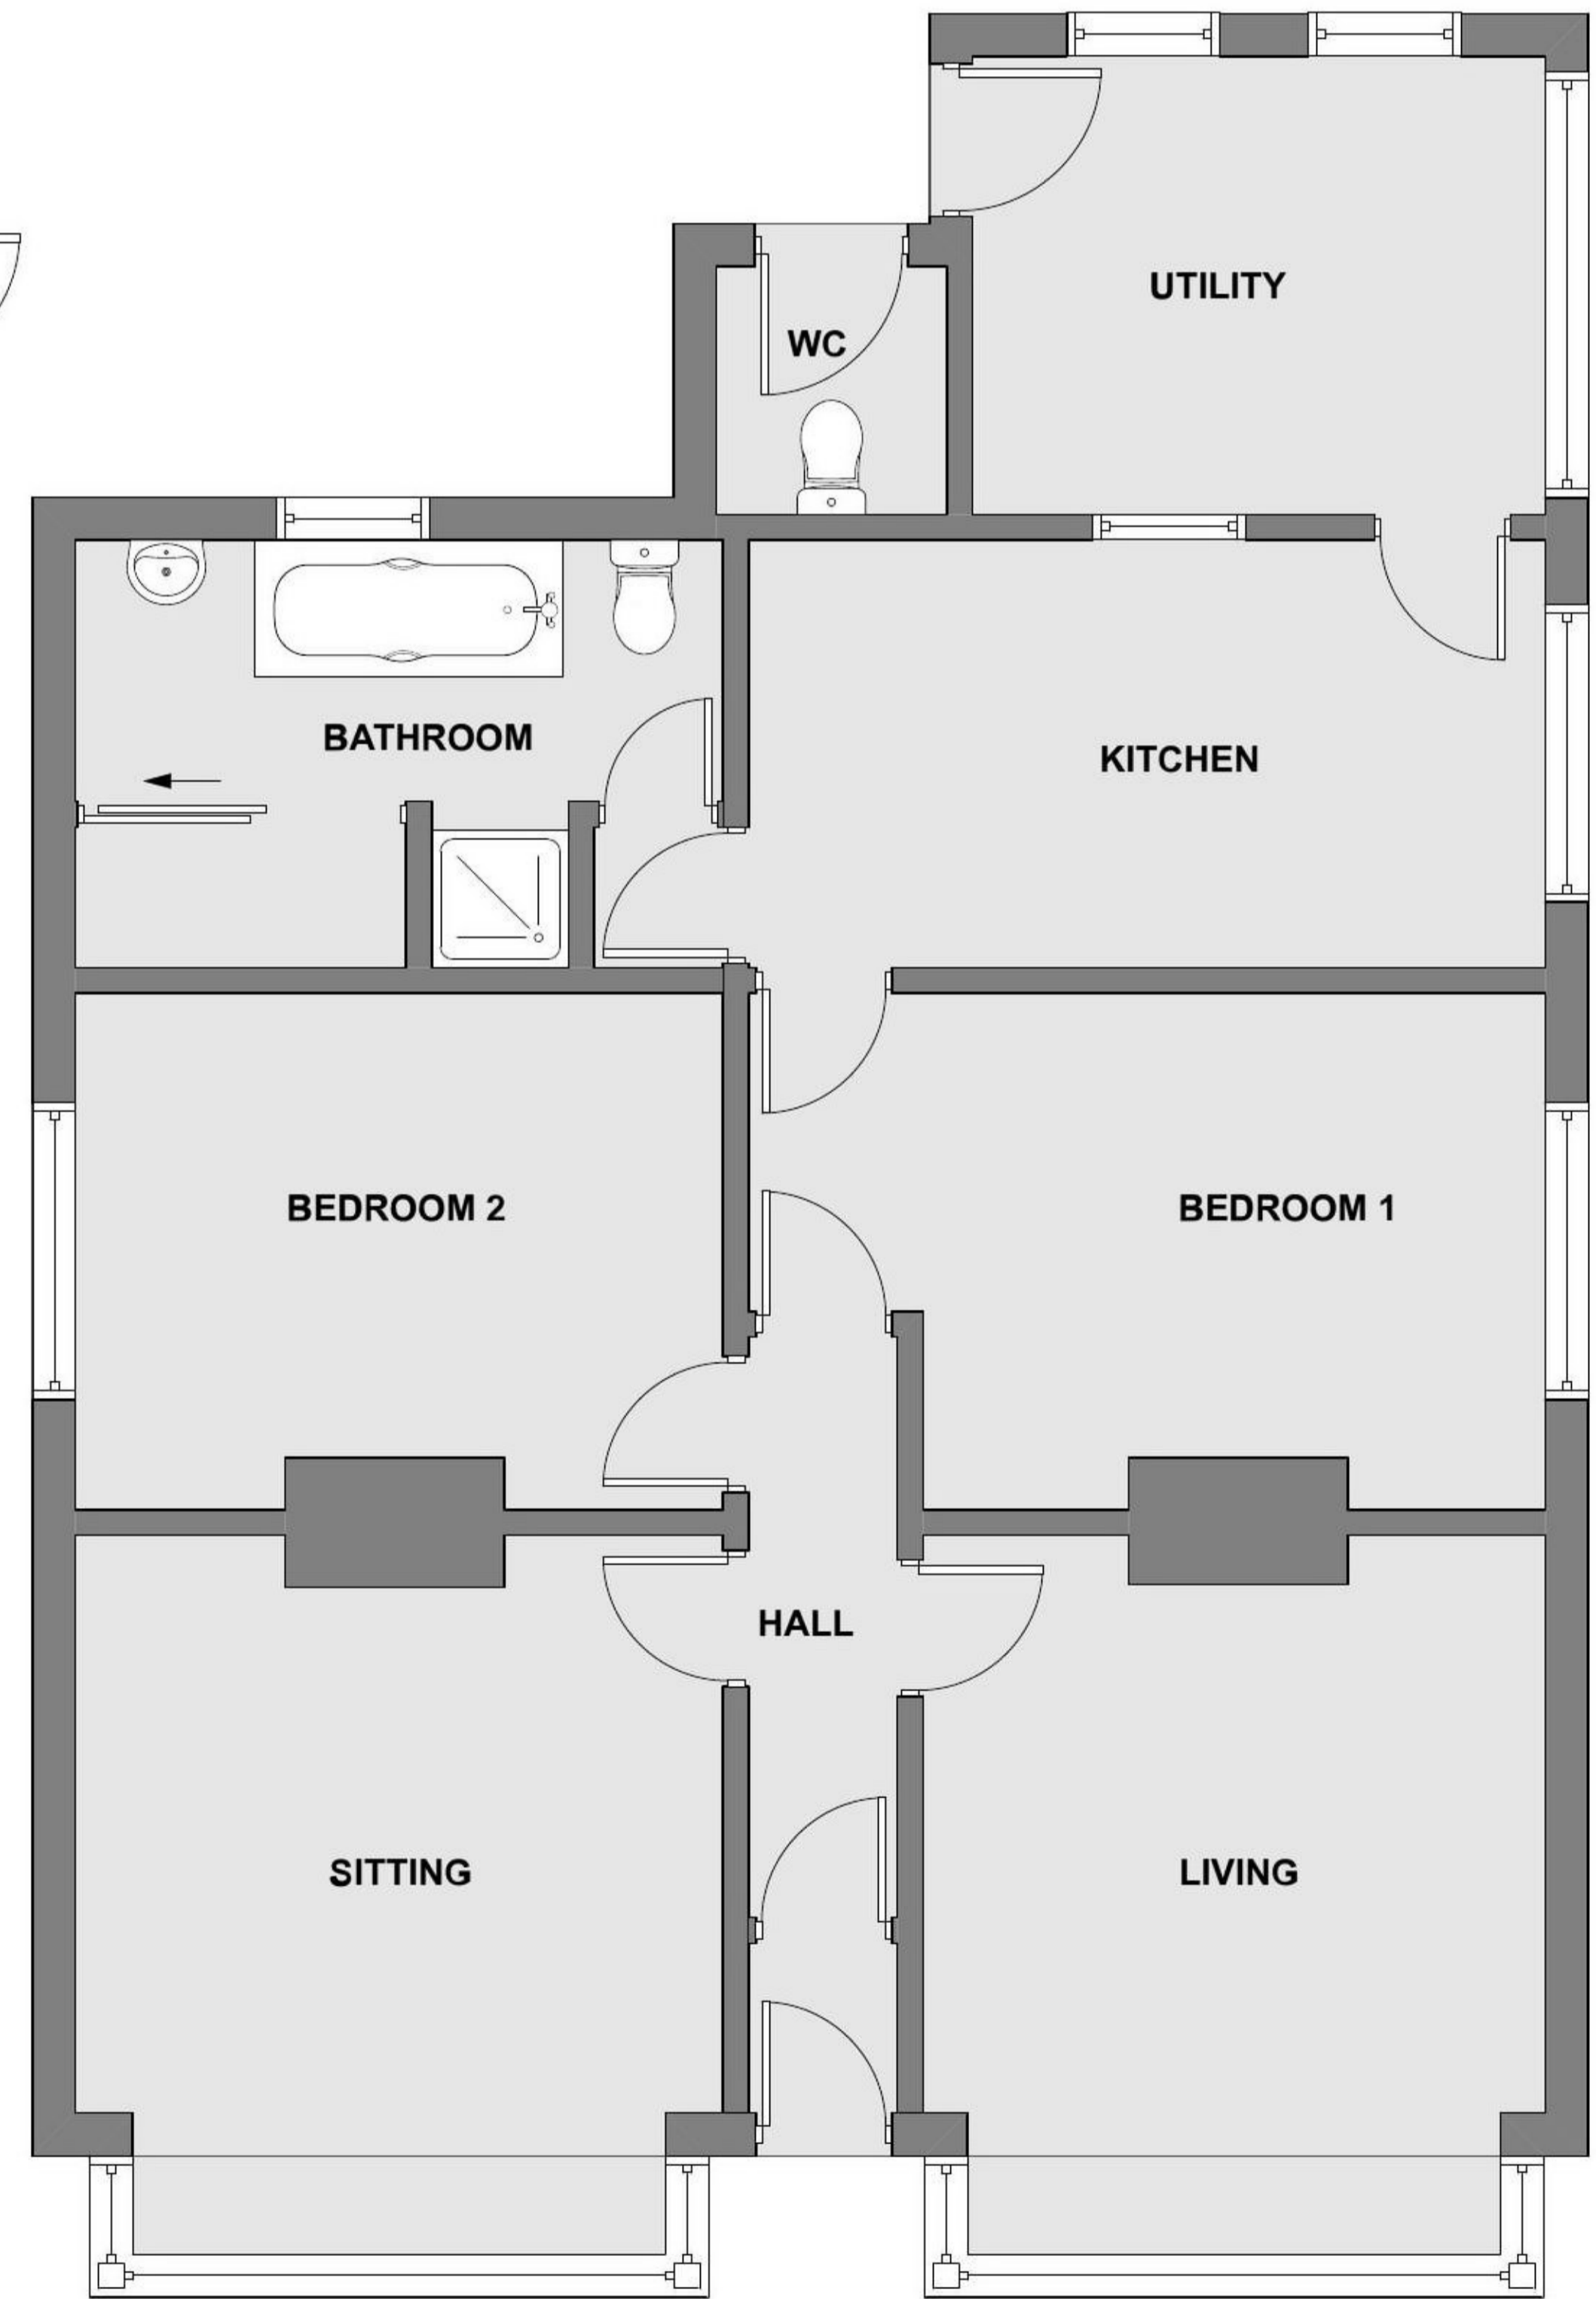 UTILITY
WC
BATHROOM
KITCHEN
BEDROOM 2
BEDROOM 1
HALL
SITTING
LIVING